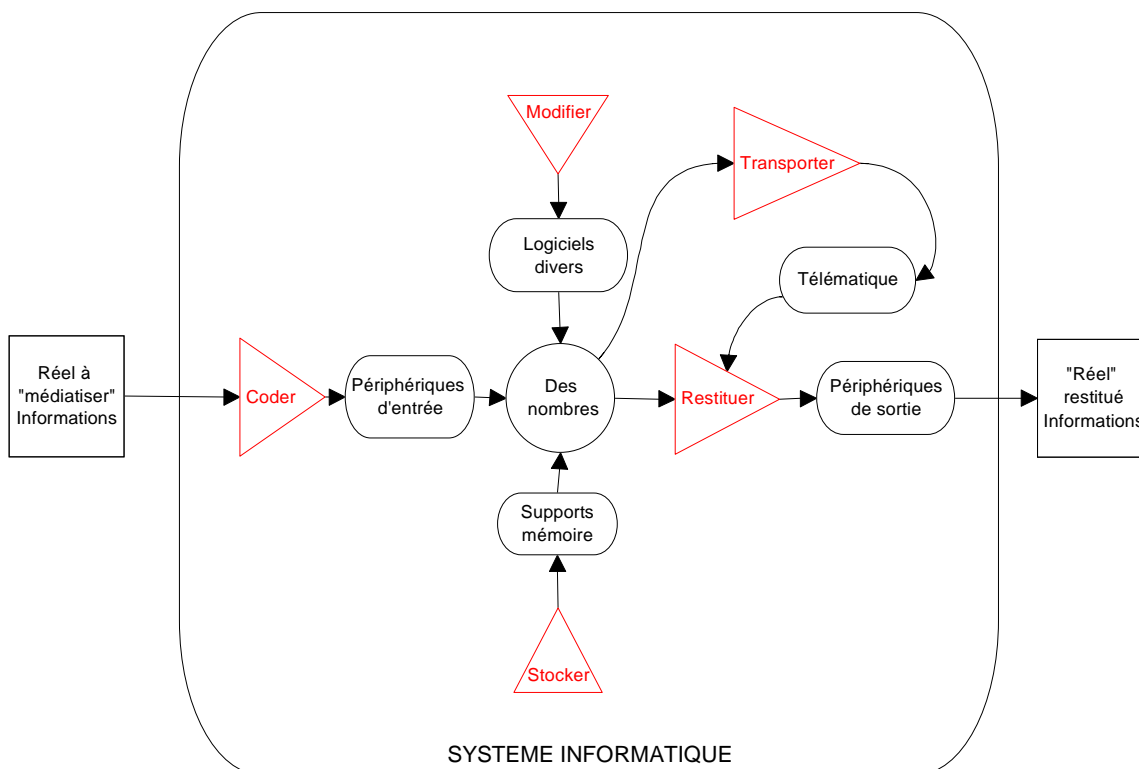 Modifier
Transporter
Logiciels
divers
Télématique
Réel à
"médiatiser"
Informations
Coder
Périphériques
d'entrée
Des
nombres
Restituer
Périphériques
de sortie
"Réel"
restitué
Informations
Supports
mémoire
Stocker
SYSTEME INFORMATIQUE